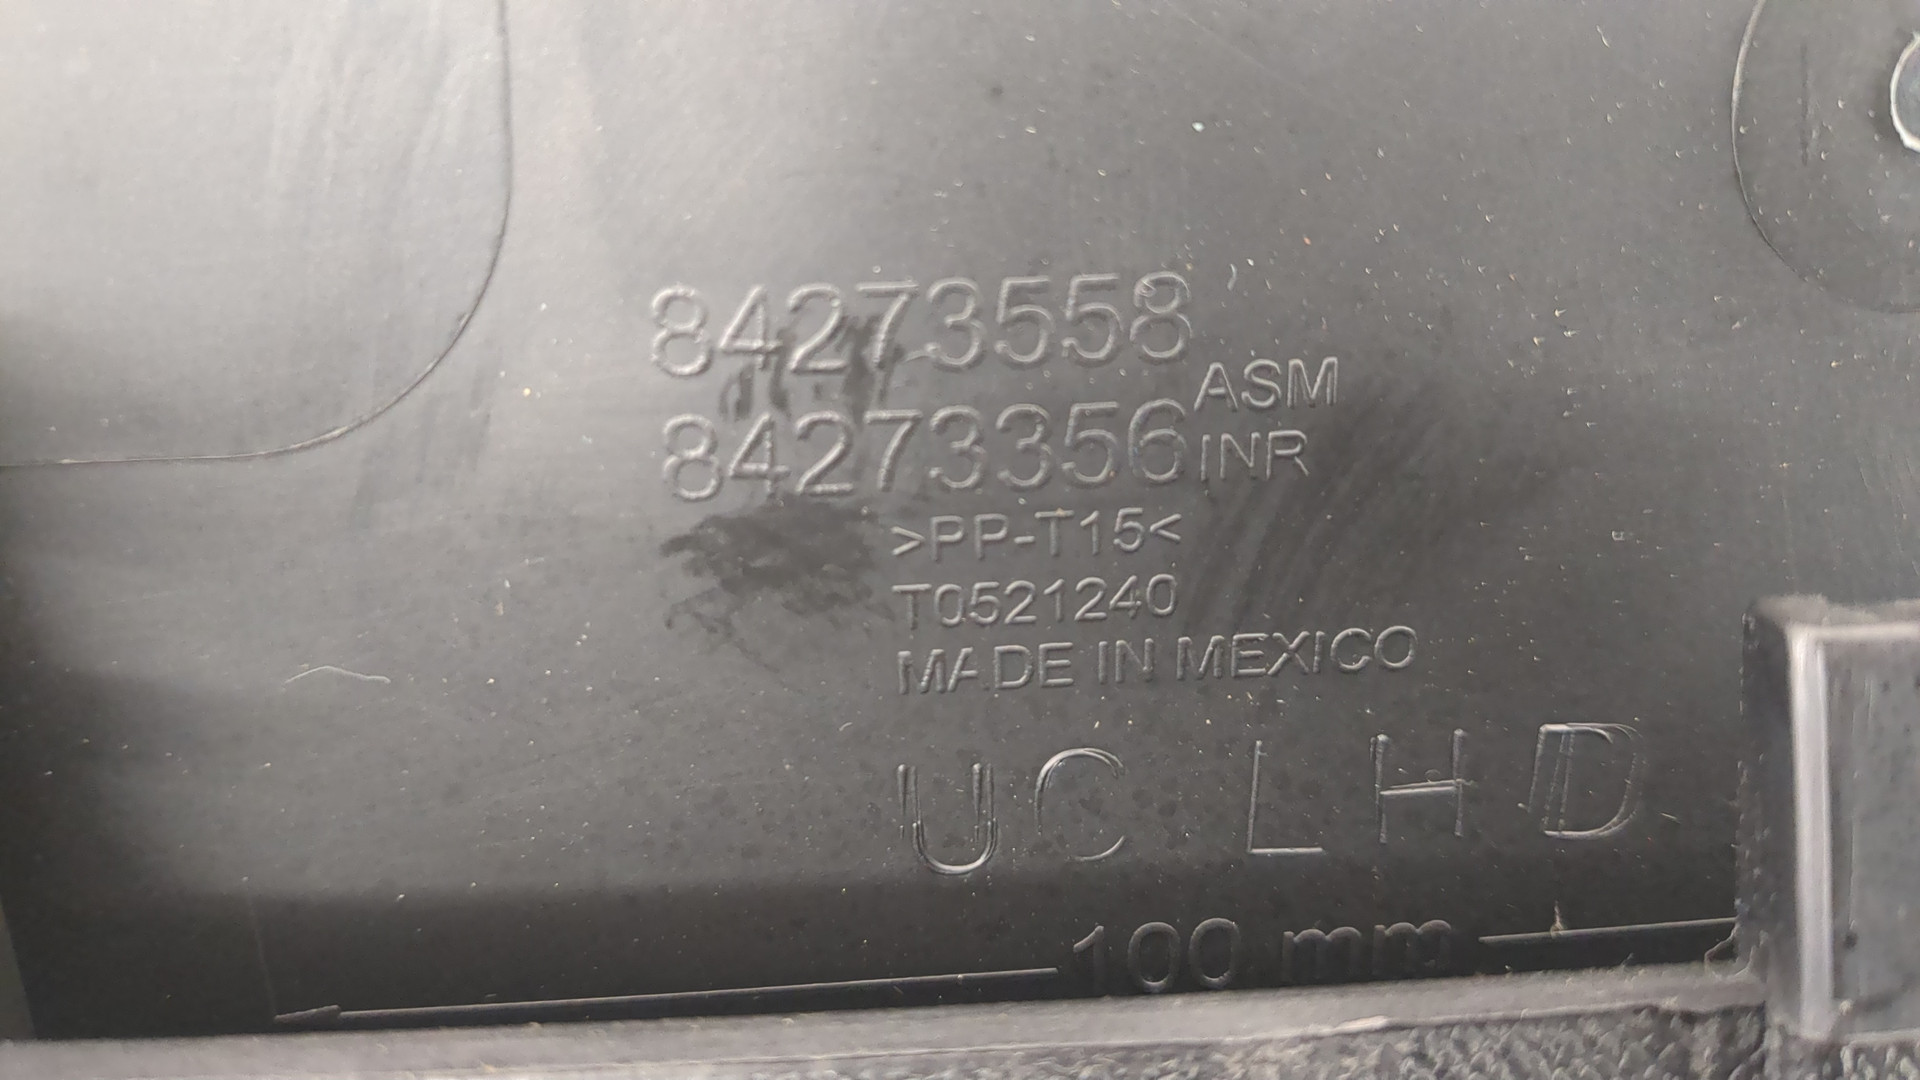 84273558
84273356 ASM
INR
>PP-T15<
T0521240
MADE IN MEXICO
UC LHD
100 mm